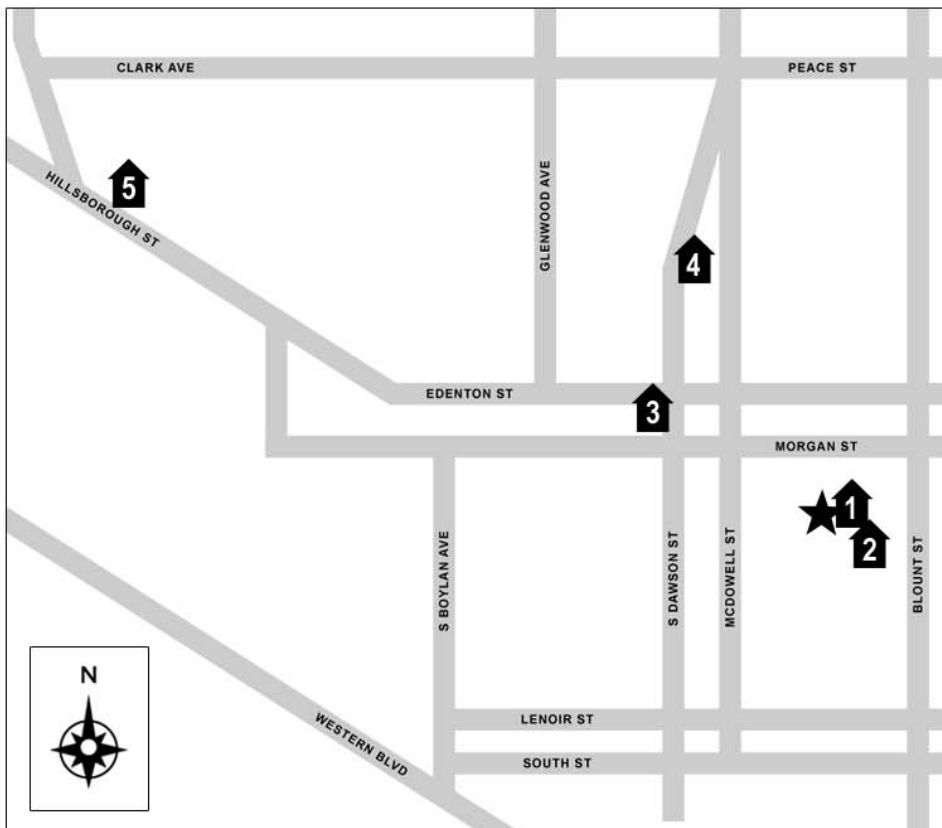 CLARK AVE
PEACE ST
GLENWOOD AVE
5
HILLSBOROUGH ST
4
EDENTON ST
3
MORGAN ST
1
2
S BOYLAN AVE
S DAWSON ST
MCDOWELL ST
BLOUNT ST
N
WESTERN BLVD
LENOIR ST
SOUTH ST